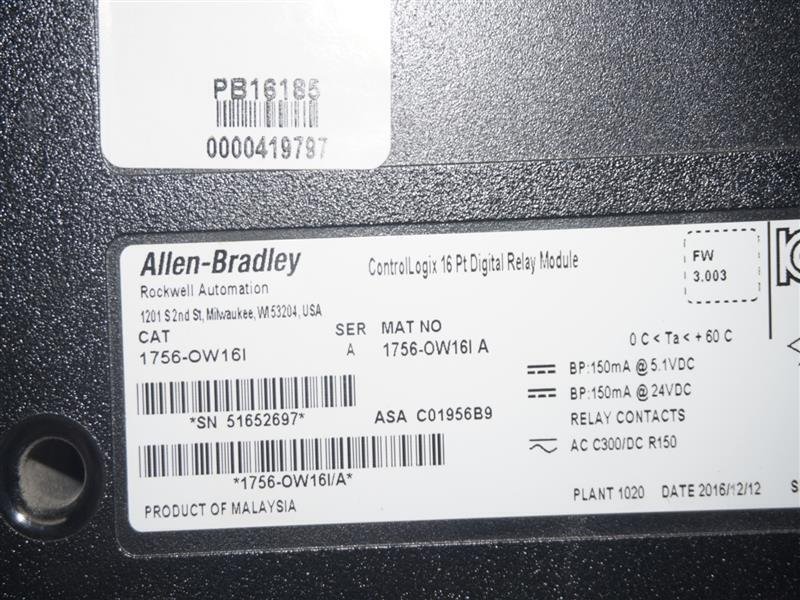 PB16185
0000419797
Allen-Bradley
ControlLogix 16 Pt Digital Relay Module
FW
3.003
Rockwell Automation
1201 S 2nd St, Milwaukee, WI 53204, USA
CAT
SER
MAT NO
1756-OW16I
A
1756-OW16I A
0 C < Ta < + 60 C
BP:150mA @ 5.1VDC
BP:150mA @ 24VDC
*SN 51652697*
ASA C01956B9
RELAY CONTACTS
AC C300/DC R150
*1756-OW16I/A*
PRODUCT OF MALAYSIA
PLANT 1020 DATE 2016/12/12